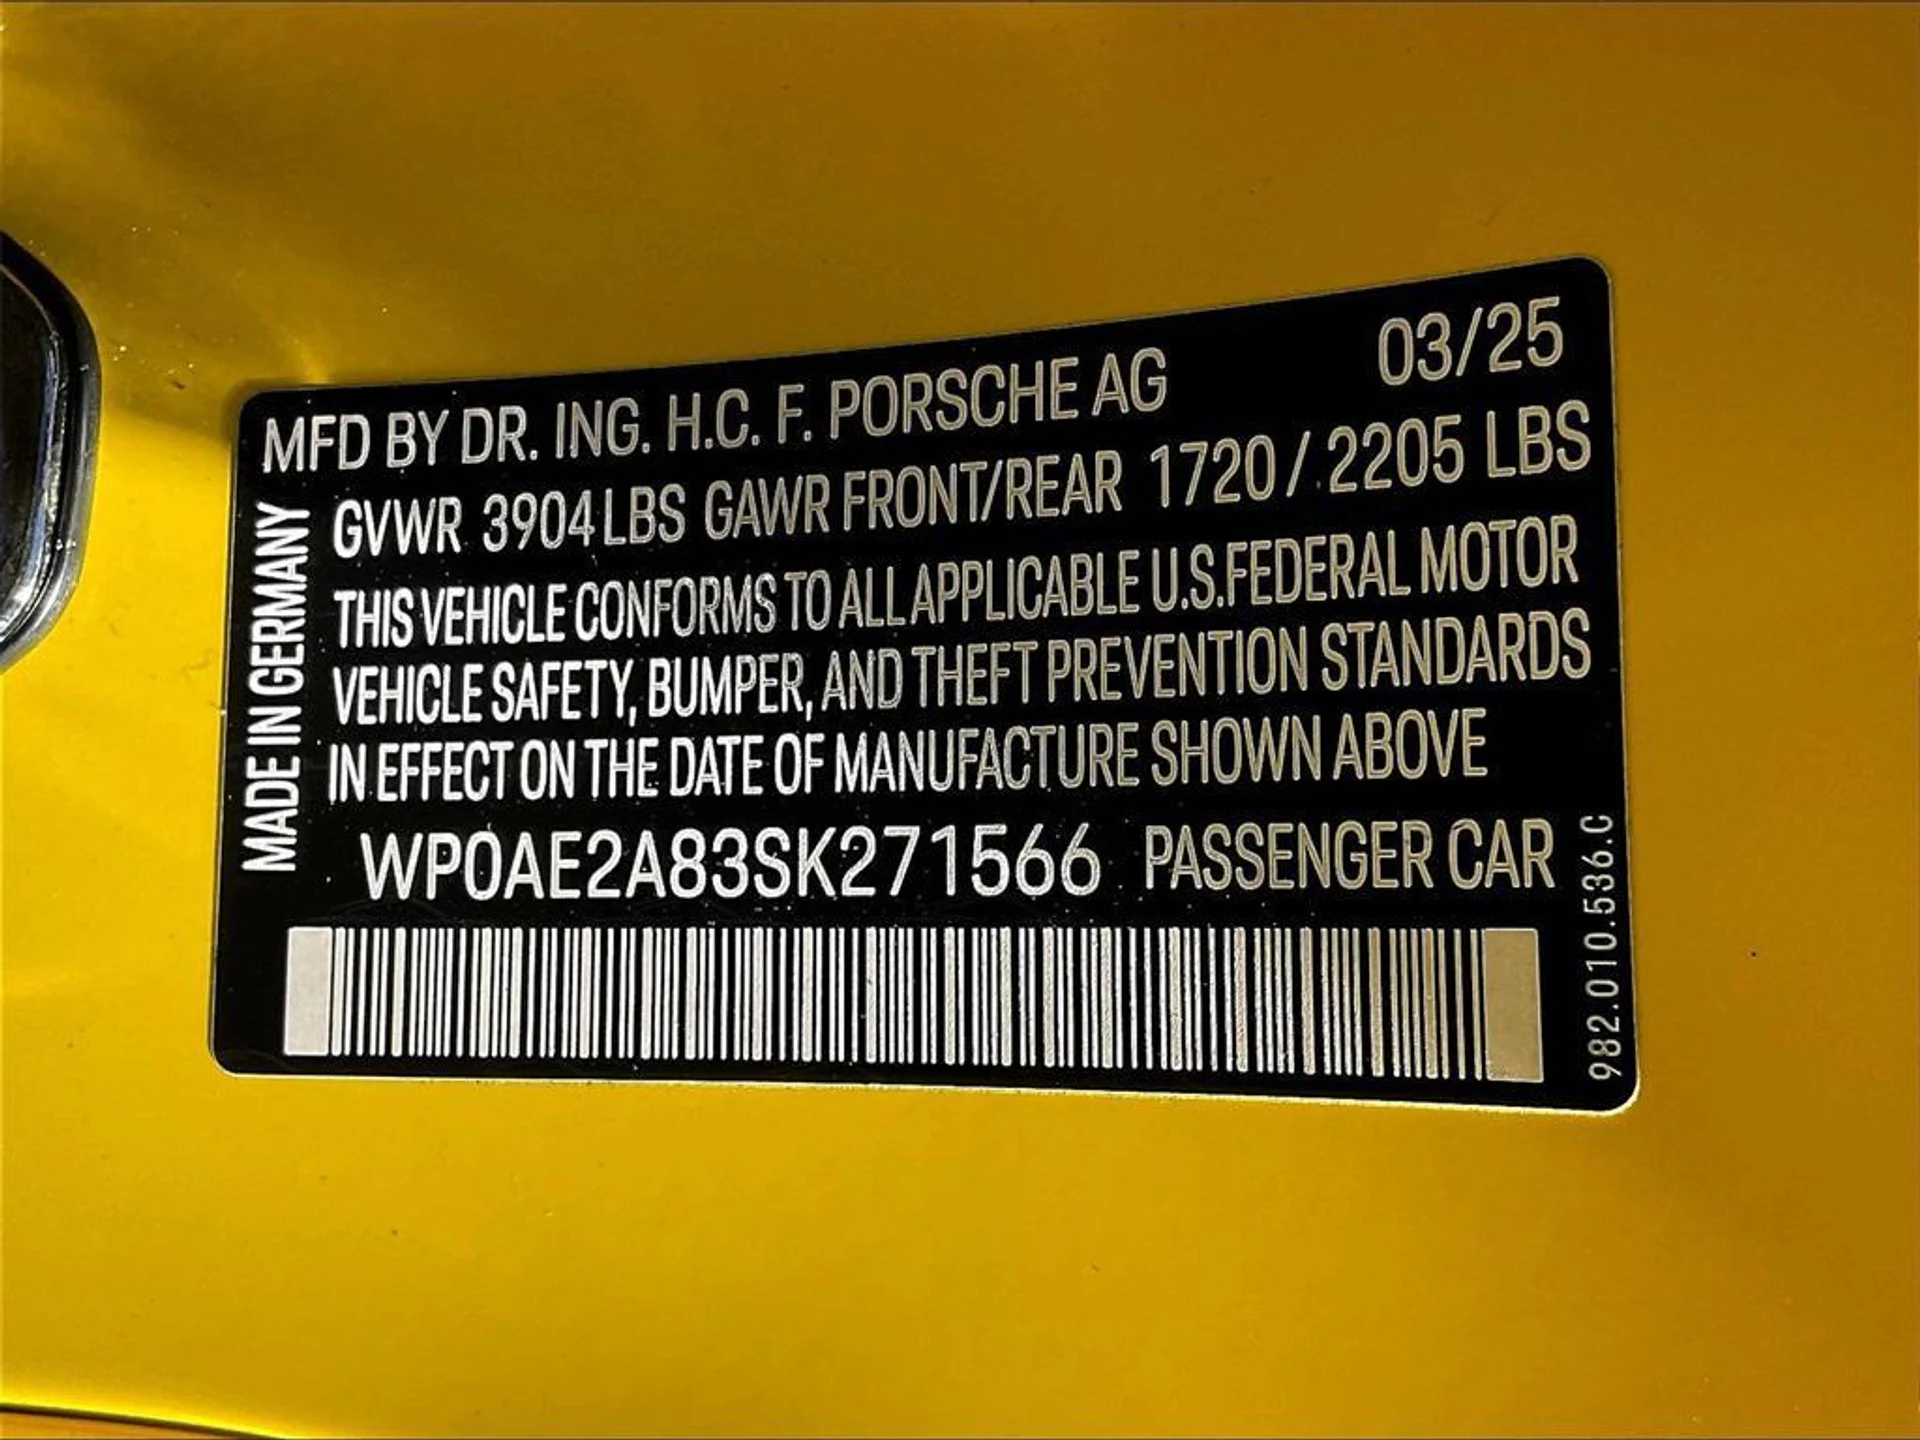 MFD BY DR. ING. H.C. F. PORSCHE AG 03/25
GVWR 3904 LBS GAWR FRONT/REAR 1720 / 2205 LBS
THIS VEHICLE CONFORMS TO ALL APPLICABLE U.S.FEDERAL MOTOR
VEHICLE SAFETY, BUMPER, AND THEFT PREVENTION STANDARDS
IN EFFECT ON THE DATE OF MANUFACTURE SHOWN ABOVE
WP0AE2A83SK271566 PASSENGER CAR
MADE IN GERMANY
982.010.536.C